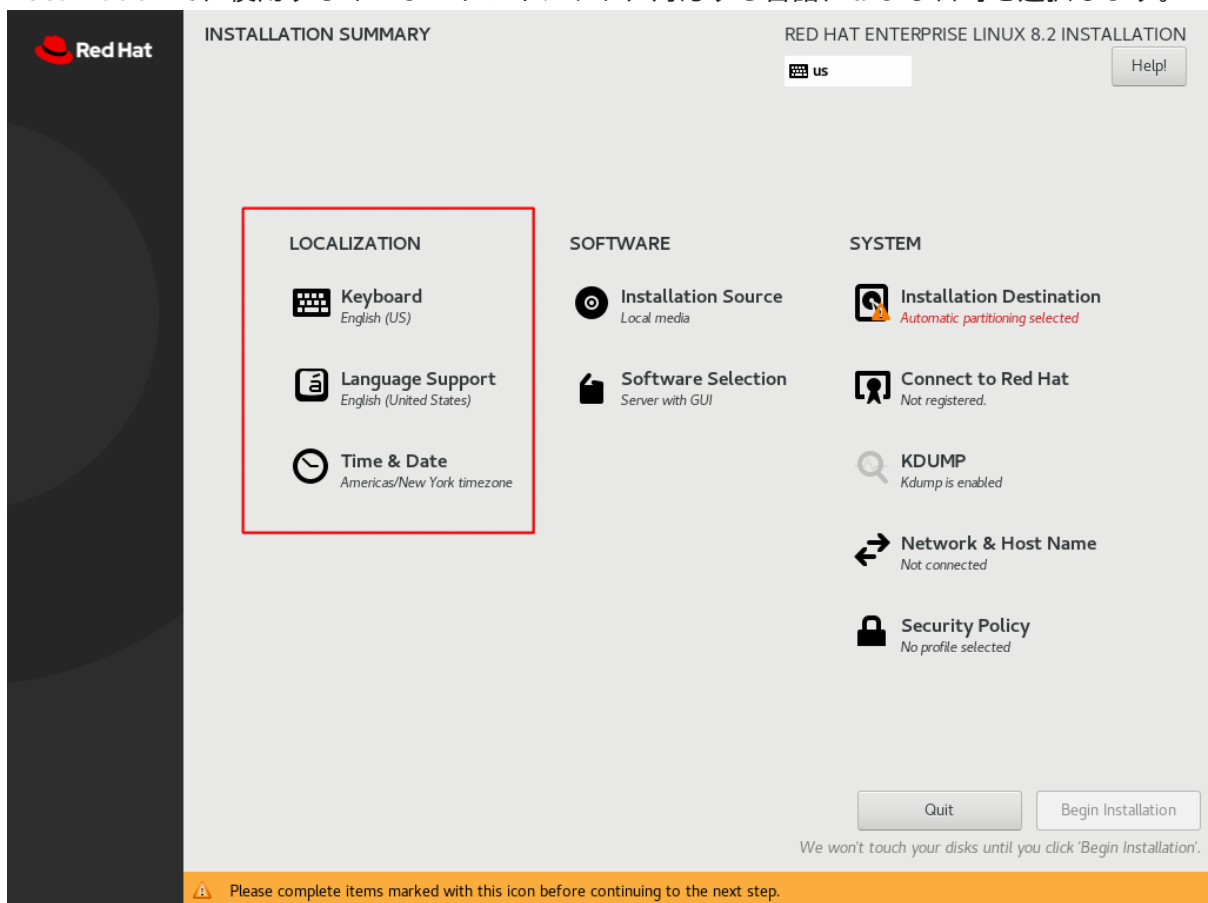 Red Hat
INSTALLATION SUMMARY
RED HAT ENTERPRISE LINUX 8.2 INSTALLATION
us
Help!
LOCALIZATION
Keyboard
English (US)
Language Support
English (United States)
Time & Date
Americas/New York timezone
SOFTWARE
Installation Source
Local media
Software Selection
Server with GUI
SYSTEM
Installation Destination
Automatic partitioning selected
Connect to Red Hat
Not registered.
KDUMP
Kdump is enabled
Network & Host Name
Not connected
Security Policy
No profile selected
Quit
Begin Installation
We won't touch your disks until you click 'Begin Installation'.
Please complete items marked with this icon before continuing to the next step.